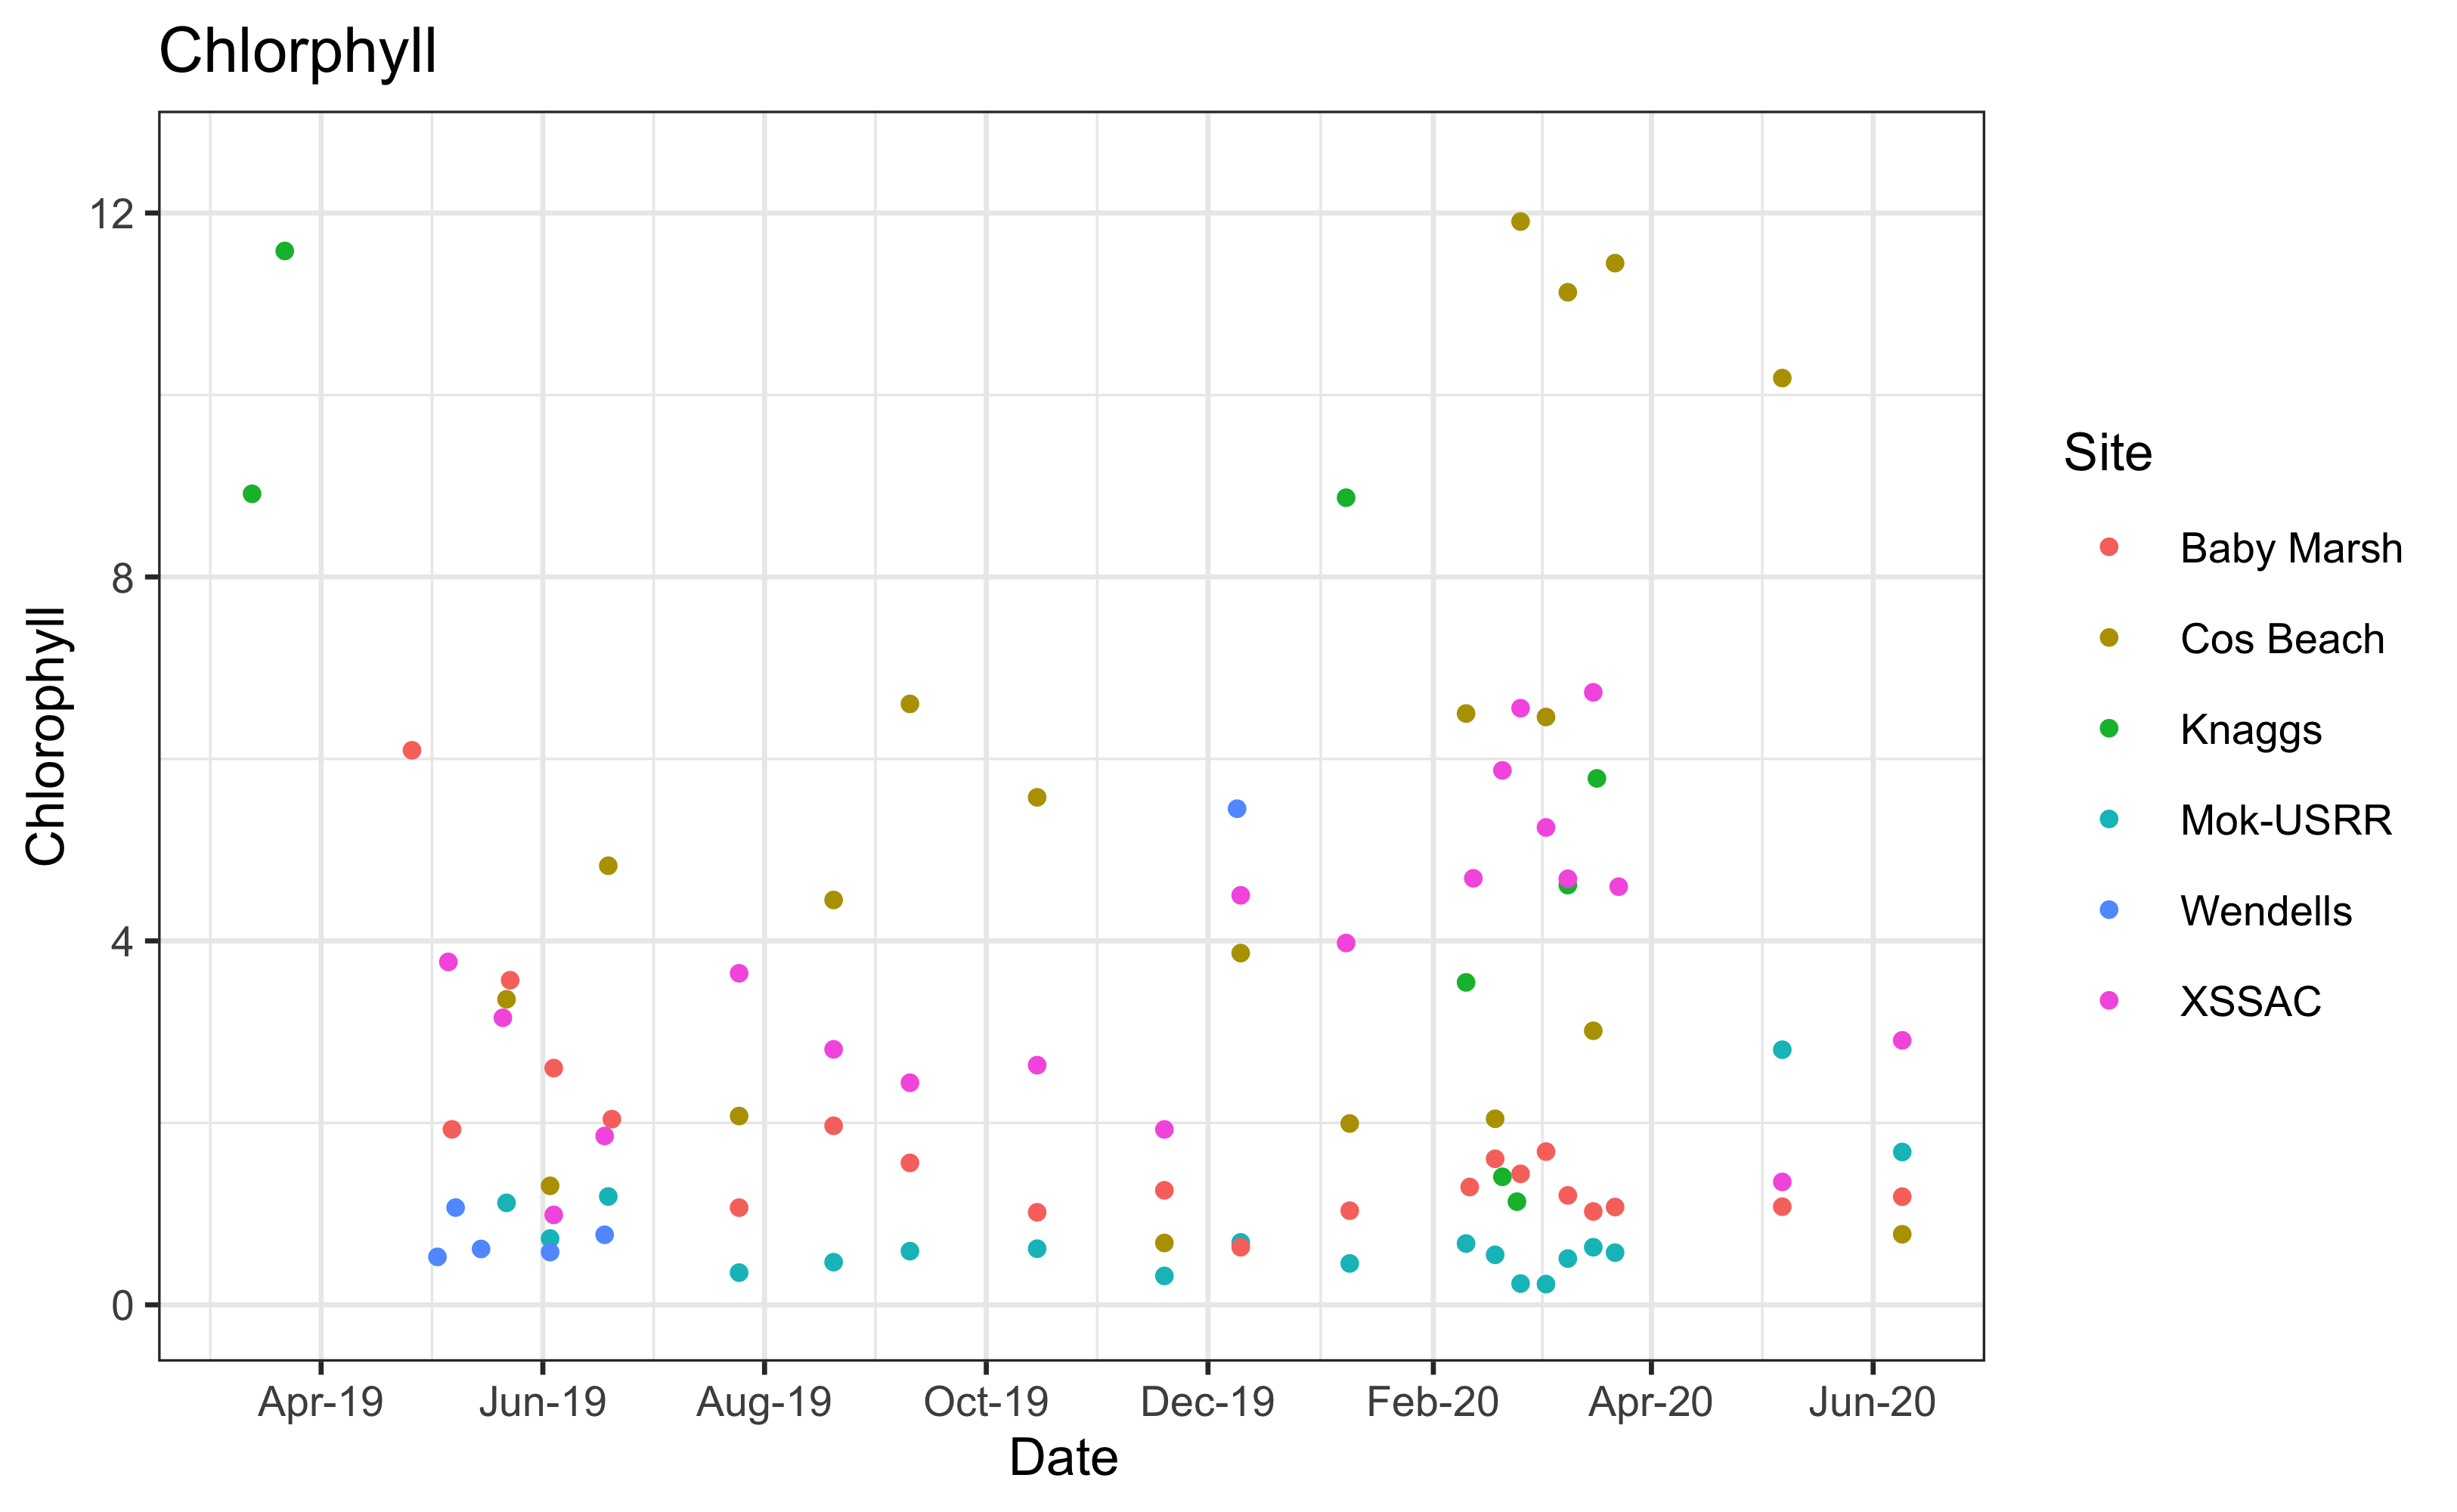 Chlorphyll
Chlorophyll
12
8
4
0
Apr-19 Jun-19 Aug-19 Oct-19 Dec-19 Feb-20 Apr-20 Jun-20
Date
Site
Baby Marsh
Cos Beach
Knaggs
Mok-USRR
Wendells
XSSAC